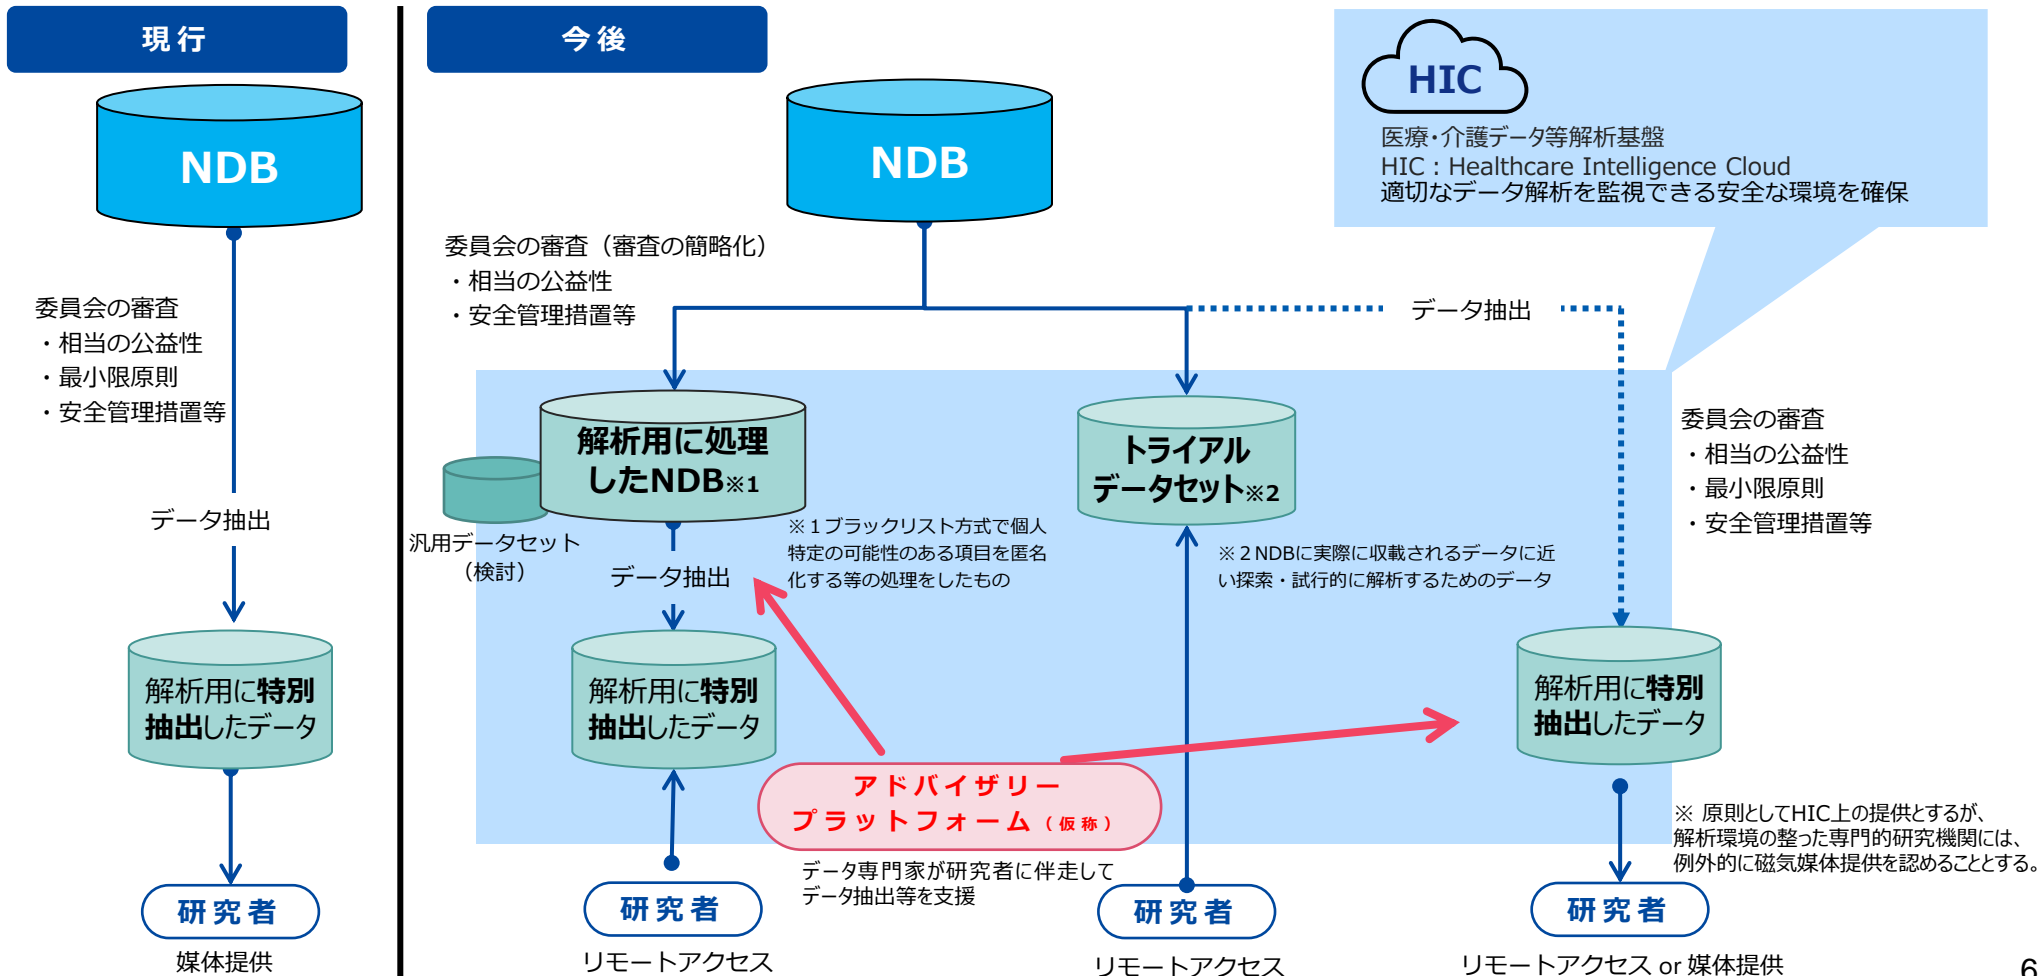 現行
NDB
委員会の審査
・相当の公益性
・最小限原則
・安全管理措置等
データ抽出
解析用に特別
抽出したデータ
研究者
媒体提供
今後
NDB
HIC
医療・介護データ等解析基盤
HIC：Healthcare Intelligence Cloud
適切なデータ解析を監視できる安全な環境を確保
委員会の審査（審査の簡略化）
・相当の公益性
・安全管理措置等
データ抽出
解析用に処理
したNDB※1
汎用データセット
（検討）
※１ブラックリスト方式で個人
特定の可能性のある項目を匿名
化する等の処理をしたもの
データ抽出
解析用に特別
抽出したデータ
研究者
リモートアクセス
トライアル
データセット※2
※２NDBに実際に収載されるデータに近
い探索・試行的に解析するためのデータ
アドバイザリー
プラットフォーム（仮称）
データ専門家が研究者に伴走して
データ抽出等を支援
研究者
リモートアクセス
委員会の審査
・相当の公益性
・最小限原則
・安全管理措置等
解析用に特別
抽出したデータ
※ 原則としてHIC上の提供とするが、
解析環境の整った専門的研究機関には、
例外的に磁気媒体提供を認めることとする。
研究者
リモートアクセス or 媒体提供
6